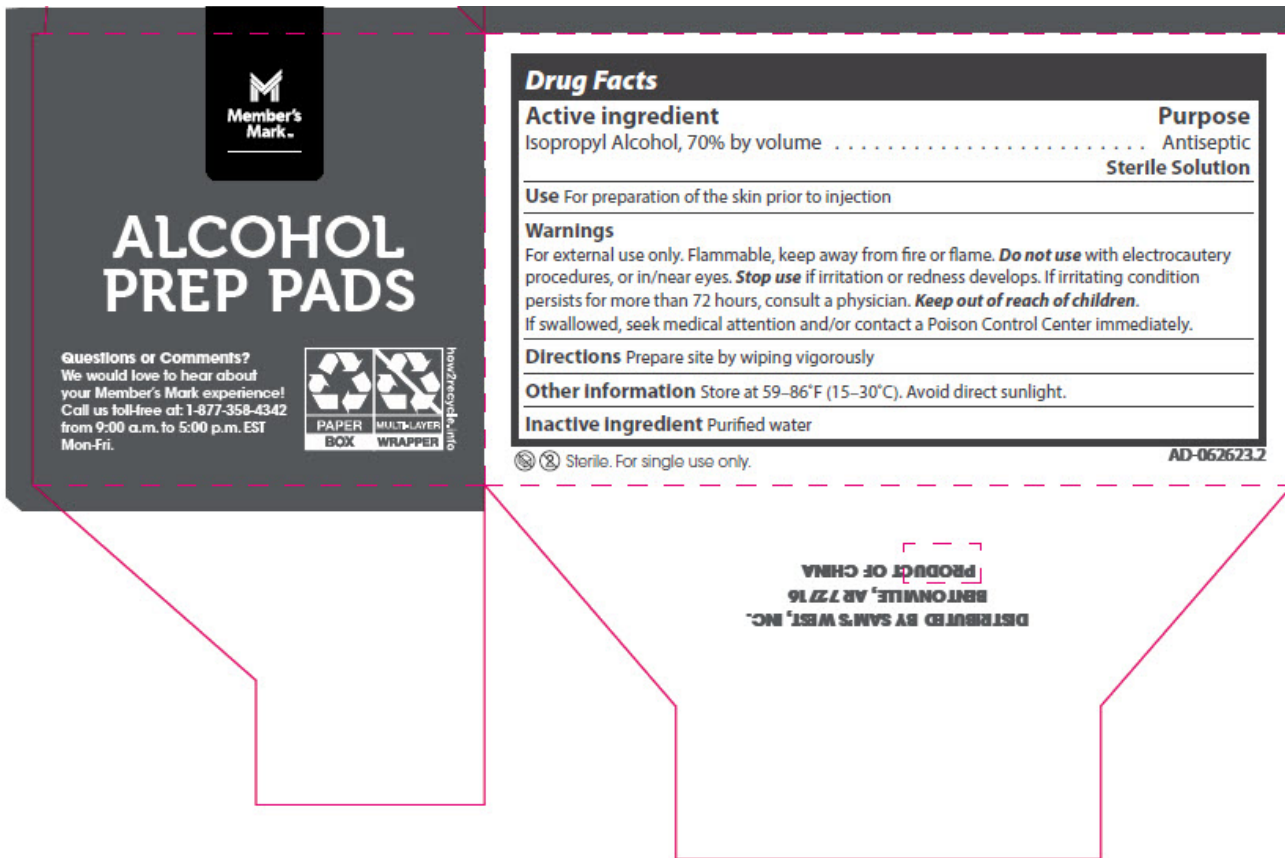 Member's
Mark™
ALCOHOL
PREP PADS
Questions or Comments?
We would love to hear about
your Member's Mark experience!
Call us toll-free at: 1-877-358-4342
from 9:00 a.m. to 5:00 p.m. EST
Mon-Fri.
PAPER
BOX
MULTI-LAYER
WRAPPER
how2recycle.info
Drug Facts
Active ingredient Purpose
Isopropyl Alcohol, 70% by volume . . . . . . . . . . . . . . . . . . . . . . . . Antiseptic
Sterile Solution
Use For preparation of the skin prior to injection
Warnings
For external use only. Flammable, keep away from fire or flame. Do not use with electrocautery
procedures, or in/near eyes. Stop use if irritation or redness develops. If irritating condition
persists for more than 72 hours, consult a physician. Keep out of reach of children.
If swallowed, seek medical attention and/or contact a Poison Control Center immediately.
Directions Prepare site by wiping vigorously
Other information Store at 59–86˚F (15–30˚C). Avoid direct sunlight.
Inactive ingredient Purified water
Sterile. For single use only.
AD-062623.2
DISTRIBUTED BY SAM'S WEST, INC.
BENTONVILLE, AR 72716
PRODUCT OF CHINA